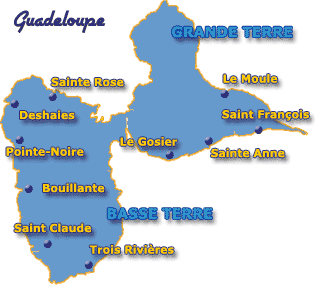 Guadeloupe
GRANDE TERRE
Sainte Rose
Le Moule
Deshaies
Saint François
Le Gosier
Pointe-Noire
Sainte Anne
Bouillante
BASSE TERRE
Saint Claude
Trois Rivières